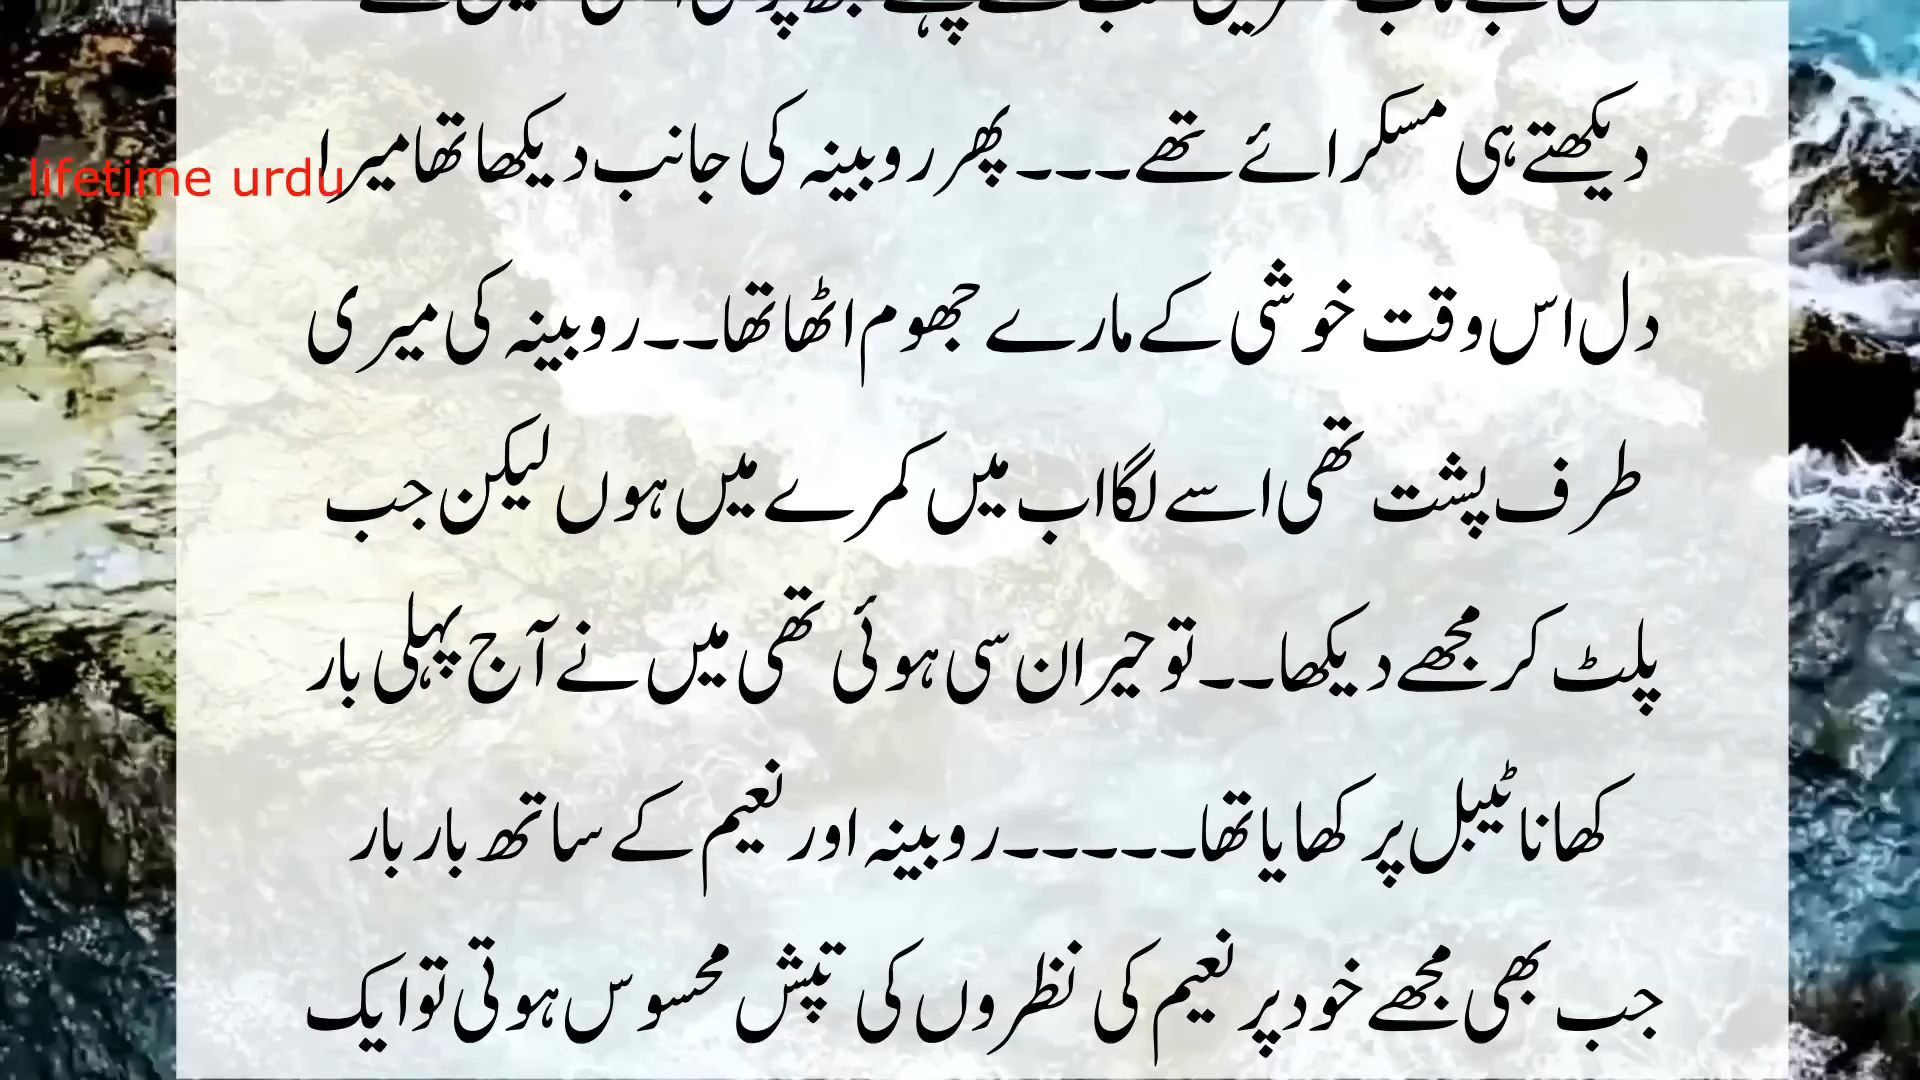 دیکھتے ہی مسکرائے تھے۔۔۔۔پھر روبینہ کی جانب دیکھا تھا میرا
lifetime urdu
دل اس وقت خوشی کے مارے جھوم اٹھا تھا۔۔روبینہ کی میری
طرف پشت تھی اسے لگا اب میں کمرے میں ہوں لیکن جب
پلٹ کر مجھے دیکھا۔۔تو حیران سی ہوئی تھی میں نے آج پہلی بار
کھانا ٹیبل پر کھایا تھا۔۔۔۔۔روبینہ اور نعیم کے ساتھ بار بار
جب بھی مجھے خود پر نعیم کی نظروں کی تپش محسوس ہوتی تو ایک